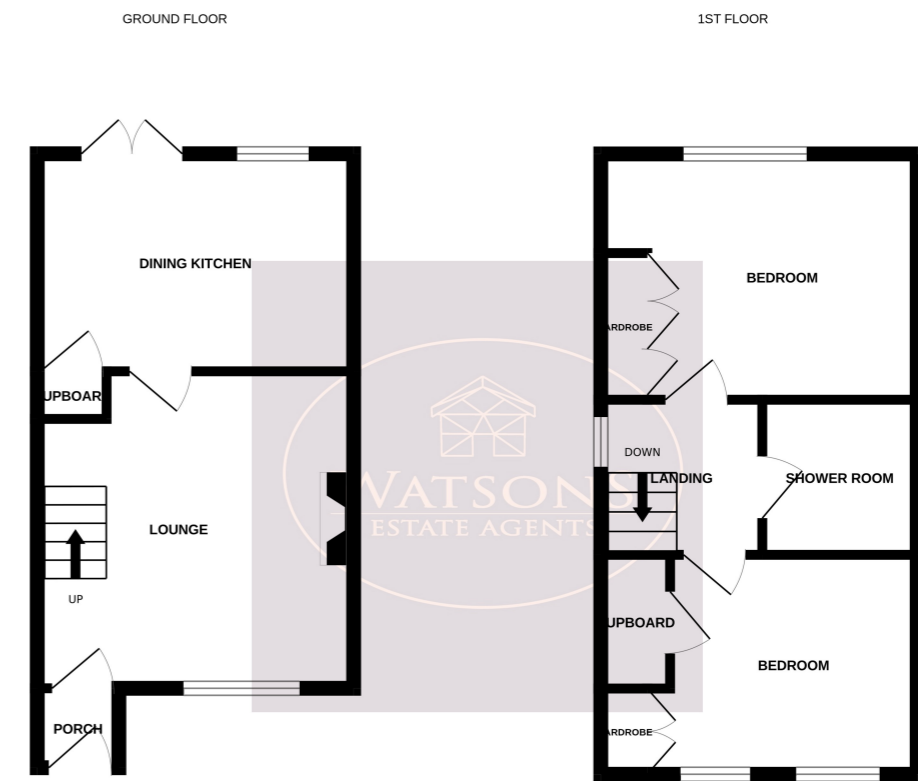 GROUND FLOOR
1ST FLOOR
DINING KITCHEN
UPBOAR
LOUNGE
UP
PORCH
BEDROOM
ARDROBE
DOWN
LANDING
SHOWER ROOM
UPBOARD
BEDROOM
ARDROBE
WATSONS
ESTATE AGENTS